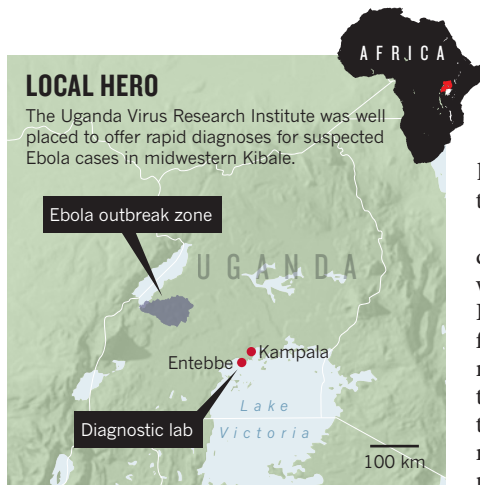 AFRICA
LOCAL HERO
The Uganda Virus Research Institute was well
placed to offer rapid diagnoses for suspected
Ebola cases in midwestern Kibale.
Ebola outbreak zone
UGANDA
Kampala
Entebbe
Lake
Victoria
Diagnostic lab
100 km